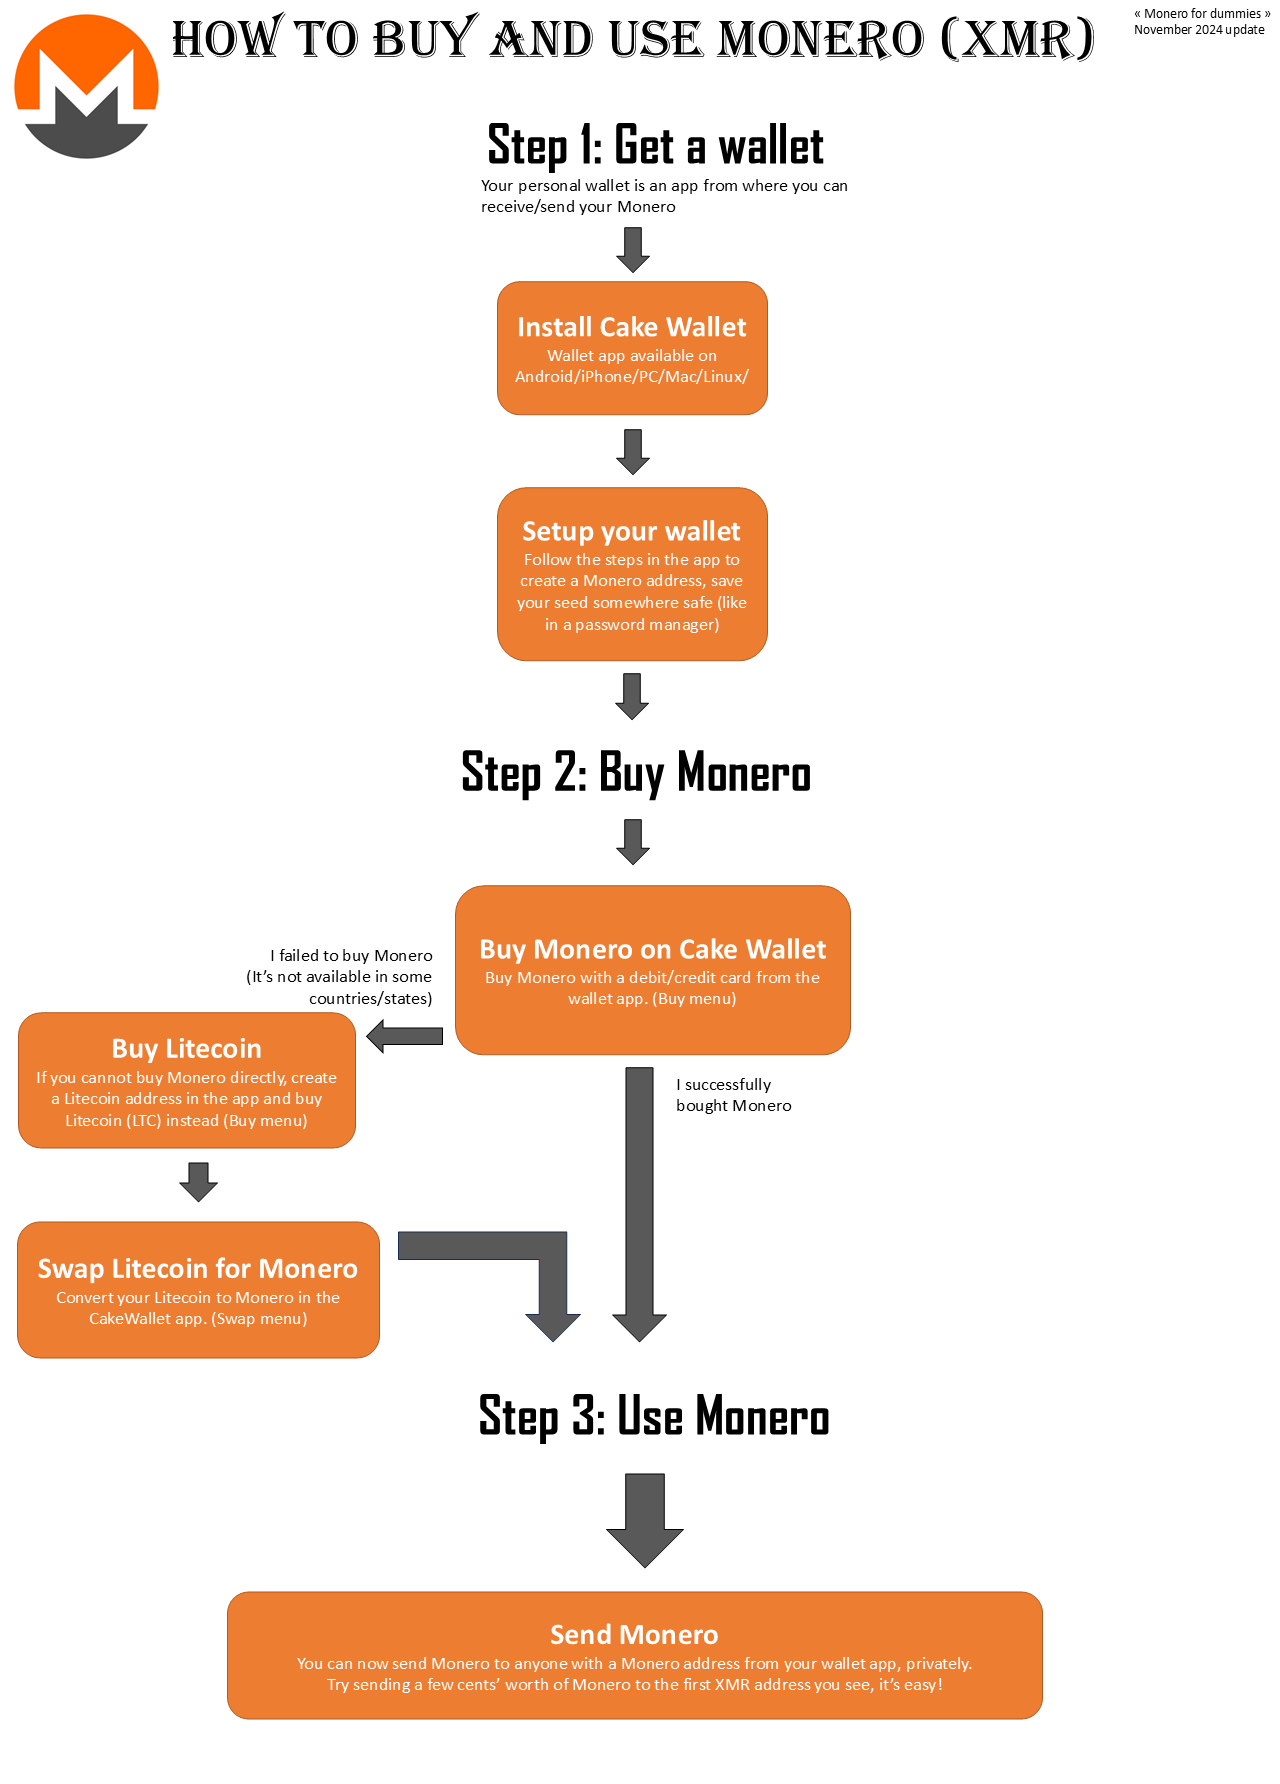 HOW TO BUY AND USE MONERO (XMR)
« Monero for dummies »
November 2024 update
Step 1: Get a wallet
Your personal wallet is an app from where you can
receive/send your Monero
Install Cake Wallet
Wallet app available on
Android/iPhone/PC/Mac/Linux/
Setup your wallet
Follow the steps in the app to
create a Monero address, save
your seed somewhere safe (like
in a password manager)
Step 2: Buy Monero
Buy Monero on Cake Wallet
Buy Monero with a debit/credit card from the
wallet app. (Buy menu)
I failed to buy Monero
(It’s not available in some
countries/states)
Buy Litecoin
If you cannot buy Monero directly, create
a Litecoin address in the app and buy
Litecoin (LTC) instead (Buy menu)
I successfully
bought Monero
Swap Litecoin for Monero
Convert your Litecoin to Monero in the
CakeWallet app. (Swap menu)
Step 3: Use Monero
Send Monero
You can now send Monero to anyone with a Monero address from your wallet app, privately.
Try sending a few cents’ worth of Monero to the first XMR address you see, it’s easy!